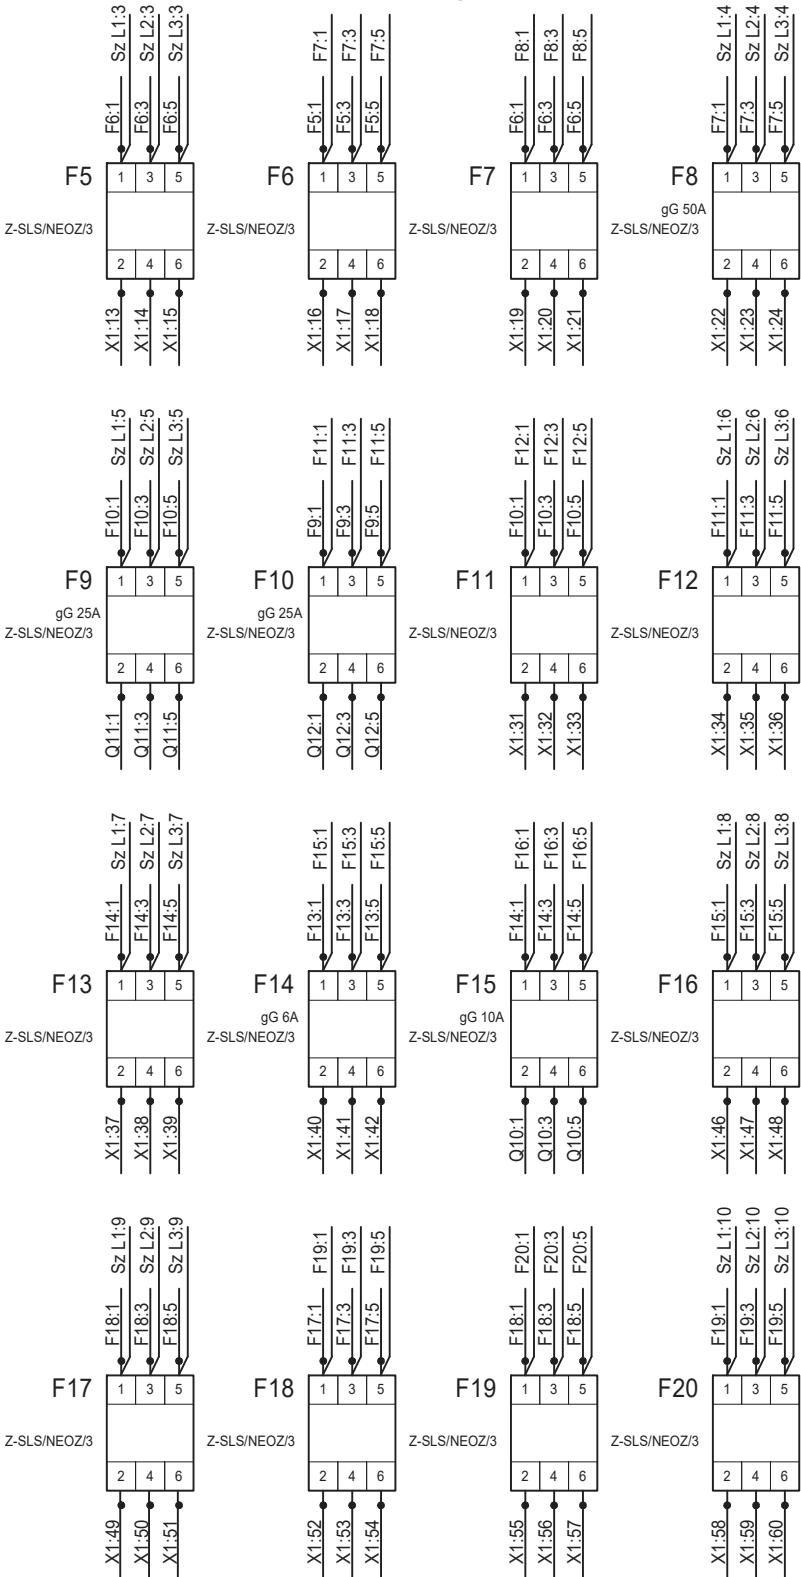 F6:1 Sz L1:3 F6:3 Sz L2:3 F6:5 Sz L3:3
F5
1 3 5
Z-SLS/NEOZ/3
2 4 6
X1:13 X1:14 X1:15
F5:1 F7:1 F5:3 F7:3 F5:5 F7:5
F6
1 3 5
Z-SLS/NEOZ/3
2 4 6
X1:16 X1:17 X1:18
F6:1 F8:1 F6:3 F8:3 F6:5 F8:5
F7
1 3 5
Z-SLS/NEOZ/3
2 4 6
X1:19 X1:20 X1:21
F7:1 Sz L1:4 F7:3 Sz L2:4 F7:5 Sz L3:4
F8
1 3 5
gG 50A
Z-SLS/NEOZ/3
2 4 6
X1:22 X1:23 X1:24
F10:1 Sz L1:5 F10:3 Sz L2:5 F10:5 Sz L3:5
F9
1 3 5
gG 25A
Z-SLS/NEOZ/3
2 4 6
Q11:1 Q11:3 Q11:5
F9:1 F11:1 F9:3 F11:3 F9:5 F11:5
F10
1 3 5
gG 25A
Z-SLS/NEOZ/3
2 4 6
Q12:1 Q12:3 Q12:5
F10:1 F12:1 F10:3 F12:3 F10:5 F12:5
F11
1 3 5
Z-SLS/NEOZ/3
2 4 6
X1:31 X1:32 X1:33
F11:1 Sz L1:6 F11:3 Sz L2:6 F11:5 Sz L3:6
F12
1 3 5
Z-SLS/NEOZ/3
2 4 6
X1:34 X1:35 X1:36
F14:1 Sz L1:7 F14:3 Sz L2:7 F14:5 Sz L3:7
F13
1 3 5
Z-SLS/NEOZ/3
2 4 6
X1:37 X1:38 X1:39
F13:1 F15:1 F13:3 F15:3 F13:5 F15:5
F14
1 3 5
gG 6A
Z-SLS/NEOZ/3
2 4 6
X1:40 X1:41 X1:42
F14:1 F16:1 F14:3 F16:3 F14:5 F16:5
F15
1 3 5
gG 10A
Z-SLS/NEOZ/3
2 4 6
Q10:1 Q10:3 Q10:5
F15:1 Sz L1:8 F15:3 Sz L2:8 F15:5 Sz L3:8
F16
1 3 5
Z-SLS/NEOZ/3
2 4 6
X1:46 X1:47 X1:48
F18:1 Sz L1:9 F18:3 Sz L2:9 F18:5 Sz L3:9
F17
1 3 5
Z-SLS/NEOZ/3
2 4 6
X1:49 X1:50 X1:51
F17:1 F19:1 F17:3 F19:3 F17:5 F19:5
F18
1 3 5
Z-SLS/NEOZ/3
2 4 6
X1:52 X1:53 X1:54
F18:1 F20:1 F18:3 F20:3 F18:5 F20:5
F19
1 3 5
Z-SLS/NEOZ/3
2 4 6
X1:55 X1:56 X1:57
F19:1 Sz L1:10 F19:3 Sz L2:10 F19:5 Sz L3:10
F20
1 3 5
Z-SLS/NEOZ/3
2 4 6
X1:58 X1:59 X1:60